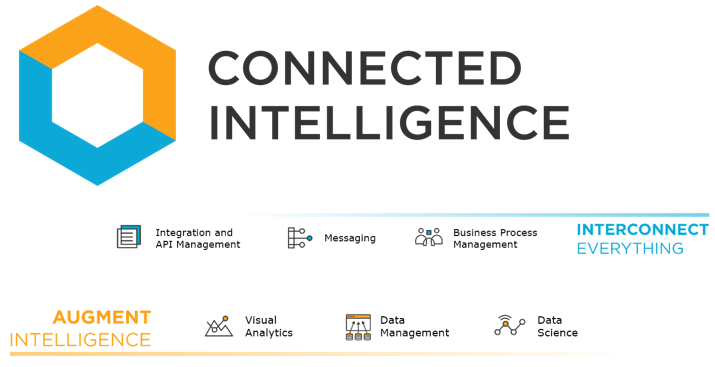 CONNECTED
INTELLIGENCE
Integration and
API Management
Messaging
Business Process
Management
INTERCONNECT
EVERYTHING
AUGMENT
INTELLIGENCE
Visual
Analytics
Data
Management
Data
Science